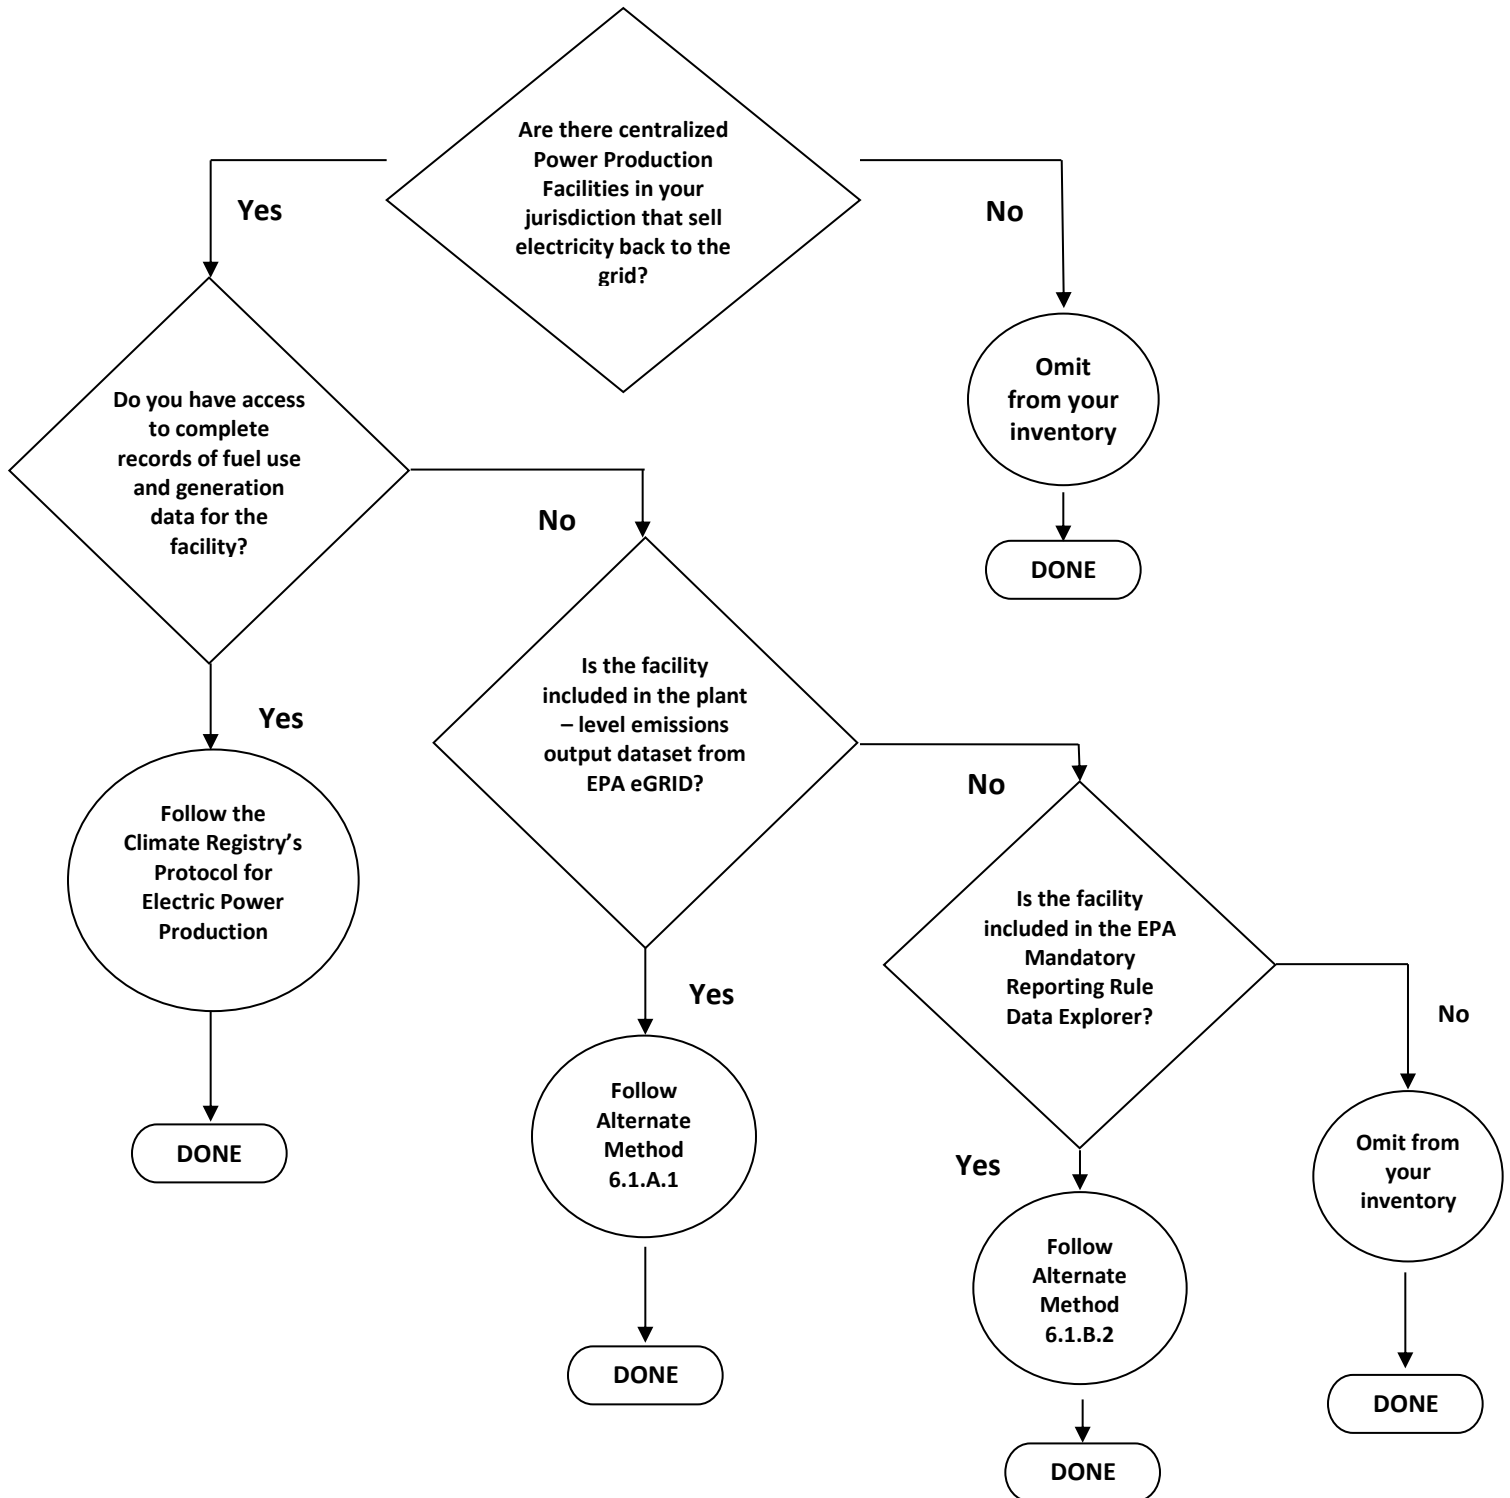 Are there centralized
Power Production
Facilities in your
jurisdiction that sell
electricity back to the
grid?
Yes
No
Omit
from your
inventory
DONE
Do you have access
to complete
records of fuel use
and generation
data for the
facility?
No
Yes
Follow the
Climate Registry’s
Protocol for
Electric Power
Production
DONE
Is the facility
included in the plant
– level emissions
output dataset from
EPA eGRID?
No
Yes
Follow
Alternate
Method
6.1.A.1
DONE
Is the facility
included in the EPA
Mandatory
Reporting Rule
Data Explorer?
No
Yes
Follow
Alternate
Method
6.1.B.2
DONE
Omit from
your
inventory
DONE